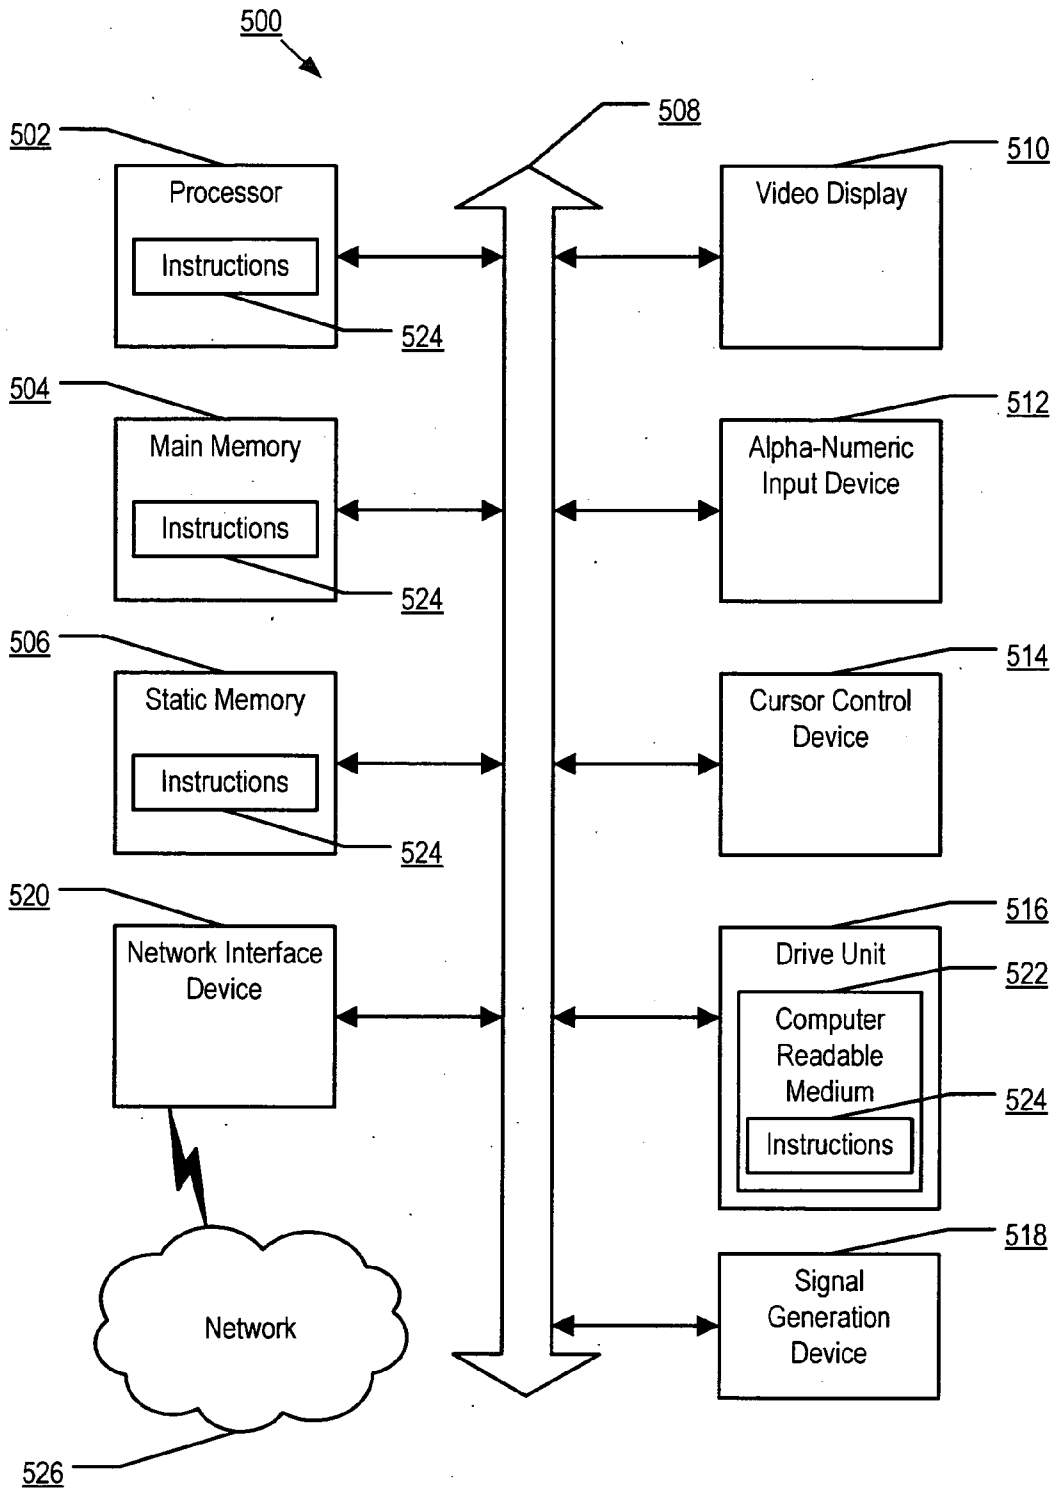 500
508
502
Processor
Instructions
524
510
Video Display
504
Main Memory
Instructions
524
512
Alpha-Numeric
Input Device
506
Static Memory
Instructions
524
514
Cursor Control
Device
520
Network Interface
Device
516
Drive Unit
522
Computer
Readable
Medium
524
Instructions
518
Signal
Generation
Device
Network
526